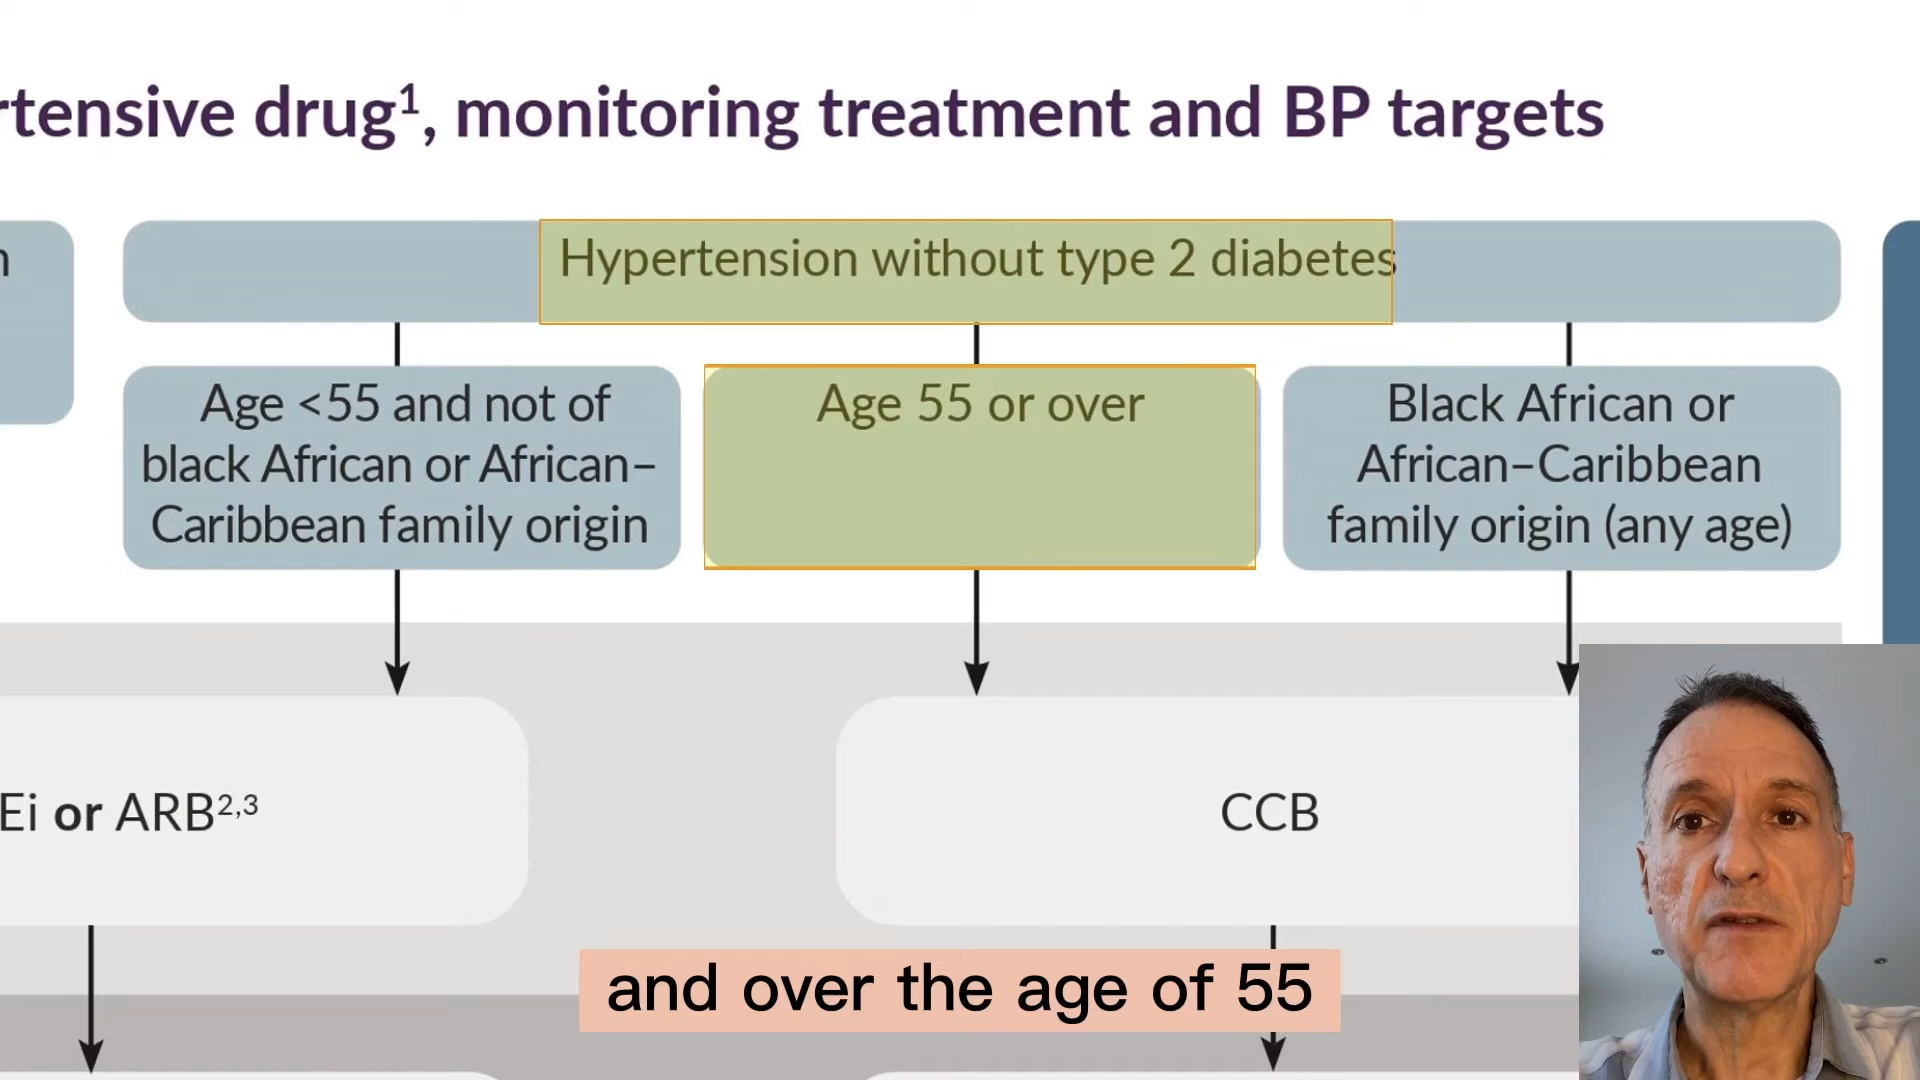 rtensive drug1, monitoring treatment and BP targets
n
Hypertension without type 2 diabetes
Age <55 and not of
black African or African–
Caribbean family origin
Age 55 or over
Black African or
African–Caribbean
family origin (any age)
Ei or ARB2,3
CCB
and over the age of 55